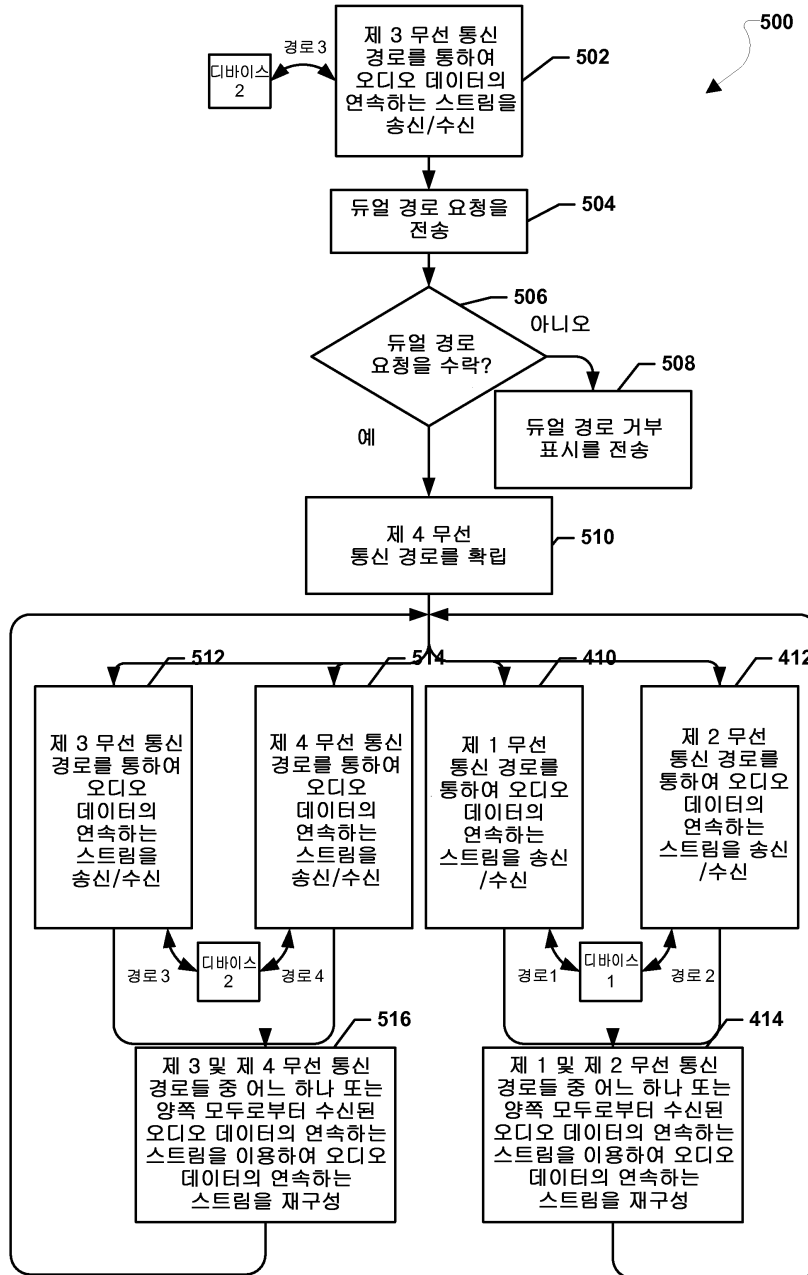 500
제 3 무선 통신
경로를 통하여
오디오 데이터의
연속하는 스트림을
송신/수신
502
경로3
디바이스
2
듀얼 경로 요청을
전송
504
506
듀얼 경로
요청을 수락?
아니오
예
508
듀얼 경로 거부
표시를 전송
제 4 무선
통신 경로를 확립
510
512
제 3 무선 통신
경로를 통하여
오디오
데이터의
연속하는
스트림을
송신/수신
514
제 4 무선 통신
경로를 통하여
오디오
데이터의
연속하는
스트림을
송신/수신
410
제 1 무선
통신 경로를
통하여 오디오
데이터의
연속하는
스트림을 송신
/수신
412
제 2 무선
통신 경로를
통하여 오디오
데이터의
연속하는
스트림을 송신
/수신
경로3
디바이스
2
경로4
경로1
디바이스
1
경로2
516
제 3 및 제 4 무선 통신
경로들 중 어느 하나 또는
양쪽 모두로부터 수신된
오디오 데이터의 연속하는
스트림을 이용하여 오디오
데이터의 연속하는
스트림을 재구성
414
제 1 및 제 2 무선 통신
경로들 중 어느 하나 또는
양쪽 모두로부터 수신된
오디오 데이터의 연속하는
스트림을 이용하여 오디오
데이터의 연속하는
스트림을 재구성